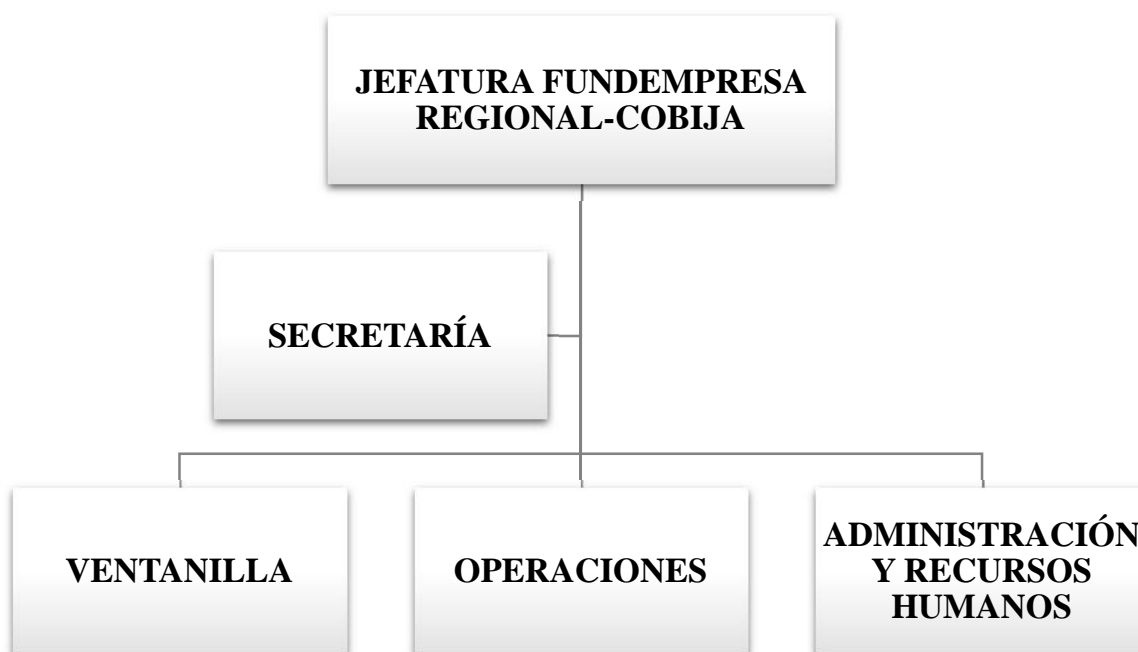 JEFATURA FUNDEMPRESA
REGIONAL-COBIJA
SECRETARÍA
VENTANILLA
OPERACIONES
ADMINISTRACIÓN
Y RECURSOS
HUMANOS